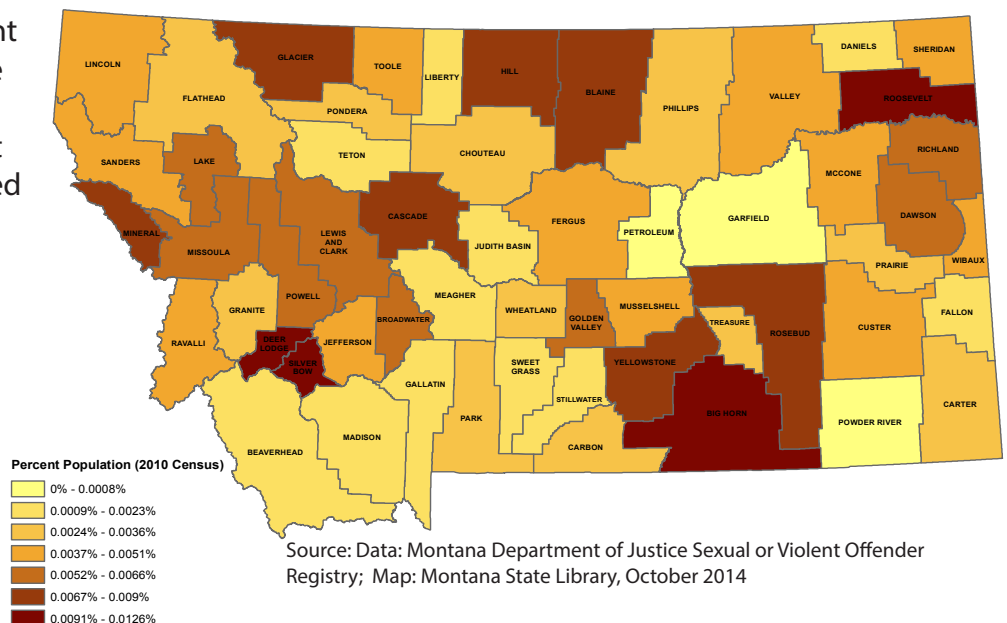 nt
e
t
ed
LINCOLN
FLATHEAD
GLACIER
TOOLE
LIBERTY
HILL
BLAINE
PHILLIPS
VALLEY
DANIELS
SHERIDAN
ROOSEVELT
PONDERA
TETON
CHOUTEAU
SANDERS
LAKE
RICHLAND
MCCONE
DAWSON
MINERAL
MISSOULA
LEWIS
AND
CLARK
CASCADE
JUDITH BASIN
FERGUS
PETROLEUM
GARFIELD
PRAIRIE
WIBAUX
POWELL
GRANITE
MEAGHER
WHEATLAND
GOLDEN
VALLEY
MUSSELSHELL
TREASURE
ROSEBUD
CUSTER
FALLON
RAVALLI
DEER
LODGE
SILVER
BOW
JEFFERSON
BROADWATER
GALLATIN
PARK
SWEET
GRASS
STILLWATER
YELLOWSTONE
BIG HORN
POWDER RIVER
CARTER
CARBON
BEAVERHEAD
MADISON
Percent Population (2010 Census)
0% - 0.0008%
0.0009% - 0.0023%
0.0024% - 0.0036%
0.0037% - 0.0051%
0.0052% - 0.0066%
0.0067% - 0.009%
0.0091% - 0.0126%
Source: Data: Montana Department of Justice Sexual or Violent Offender
Registry; Map: Montana State Library, October 2014